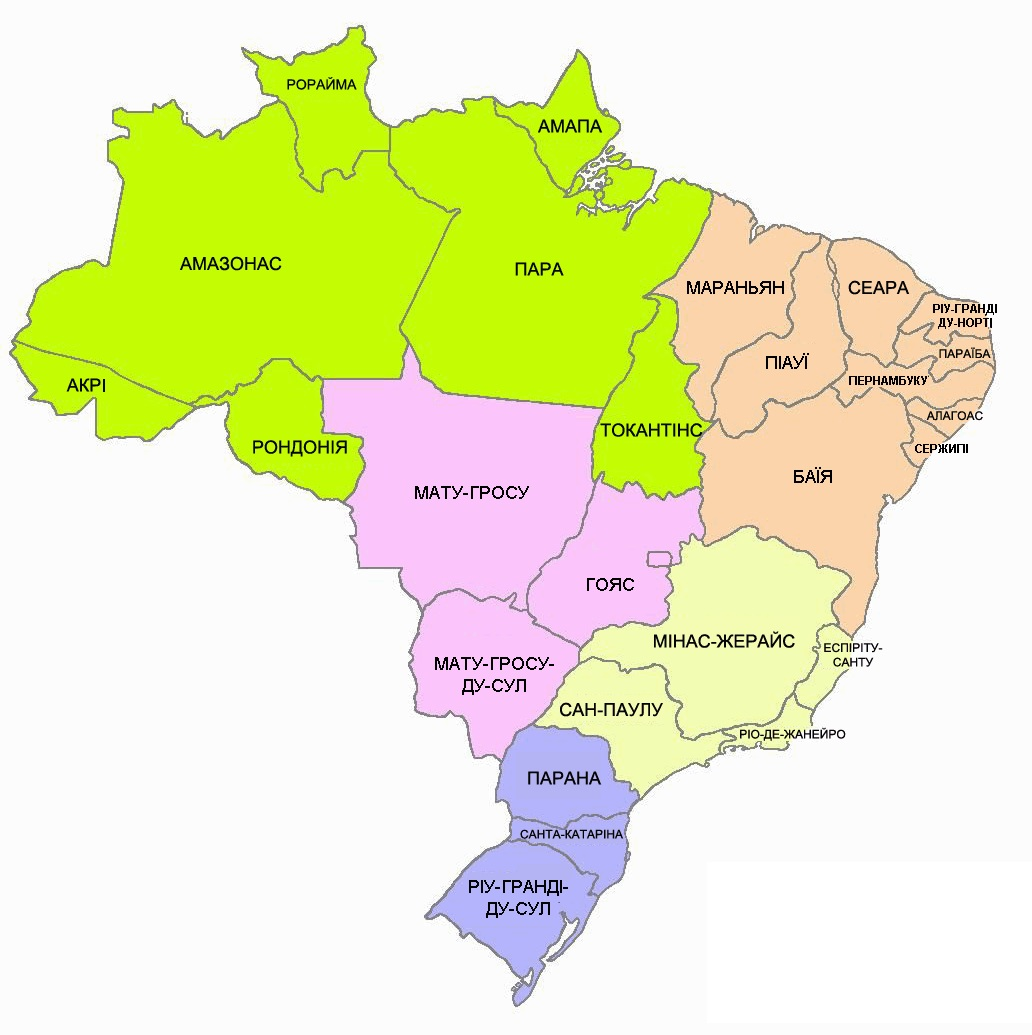 РОРАЙМА
АМАПА
АМАЗОНАС
ПАРА
МАРАНЬЯН
СЕАРА
РІУ-ГРАНДІ
ДУ-НОРТІ
ПАРАЇБА
ПІАУЇ
ПЕРНАМБУКУ
АКРІ
АЛАГОАС
ТОКАНТІНС
РОНДОНІЯ
СЕРЖИПІ
БАЇЯ
МАТУ-ГРОСУ
ГОЯС
МІНАС-ЖЕРАЙС
ЕСПІРІТУ-
САНТУ
МАТУ-ГРОСУ-
ДУ-СУЛ
САН-ПАУЛУ
РІО-ДЕ-ЖАНЕЙРО
ПАРАНА
САНТА-КАТАРІНА
РІУ-ГРАНДІ-
ДУ-СУЛ